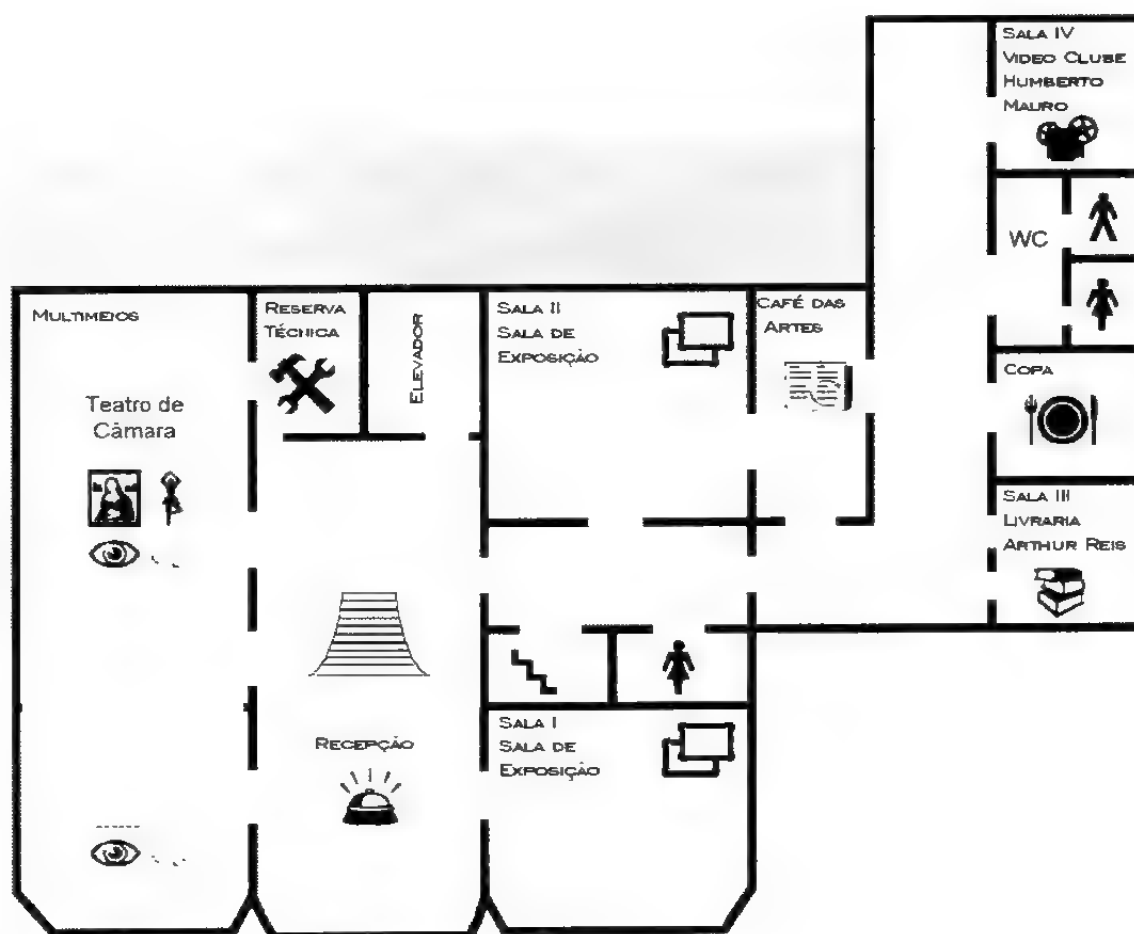 SALA IV
VIDEO CLUBE
HUMBERTO
MAURO
WC
MULTIMEIOS
RESERVA
TÉCNICA
ELEVADOR
SALA II
SALA DE
EXPOSIÇÃO
CAFÉ DAS
ARTES
COPA
Teatro de
Câmara
SALA III
LIVRARIA
ARTHUR REIS
RECEPÇÃO
SALA I
SALA DE
EXPOSIÇÃO